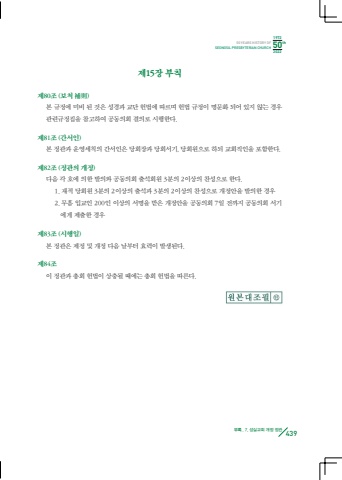 1972
50 YEARS HISTORY OF
SEONGSIL PRESBYTERIAN CHURCH
50th
2022
제15장 부칙
제80조 (보칙 補則)
본 규정에 미비 된 것은 성경과 교단 헌법에 따르며 헌법 규정이 명문화 되어 있지 않는 경우
관련규정집을 참고하여 공동의회 결의로 시행한다.
제81조 (간서인)
본 정관과 운영세칙의 간서인은 당회장과 당회서기, 당회원으로 하되 교회직인을 포함한다.
제82조 (정관의 개정)
다음 각 호에 의한 발의와 공동의회 출석회원 3분의 2이상의 찬성으로 한다.
1. 재적 당회원 3분의 2이상의 출석과 3분의 2이상의 찬성으로 개정안을 발의한 경우
2. 무흠 입교인 200인 이상의 서명을 받은 개정안을 공동의회 7일 전까지 공동의회 서기
에게 제출한 경우
제83조 (시행일)
본 정관은 제정 및 개정 다음 날부터 효력이 발생된다.
제84조
이 정관과 총회 헌법이 상충될 때에는 총회 헌법을 따른다.
원본대조필 ㊞
부록_ 7. 성실교회 개정 정관
439